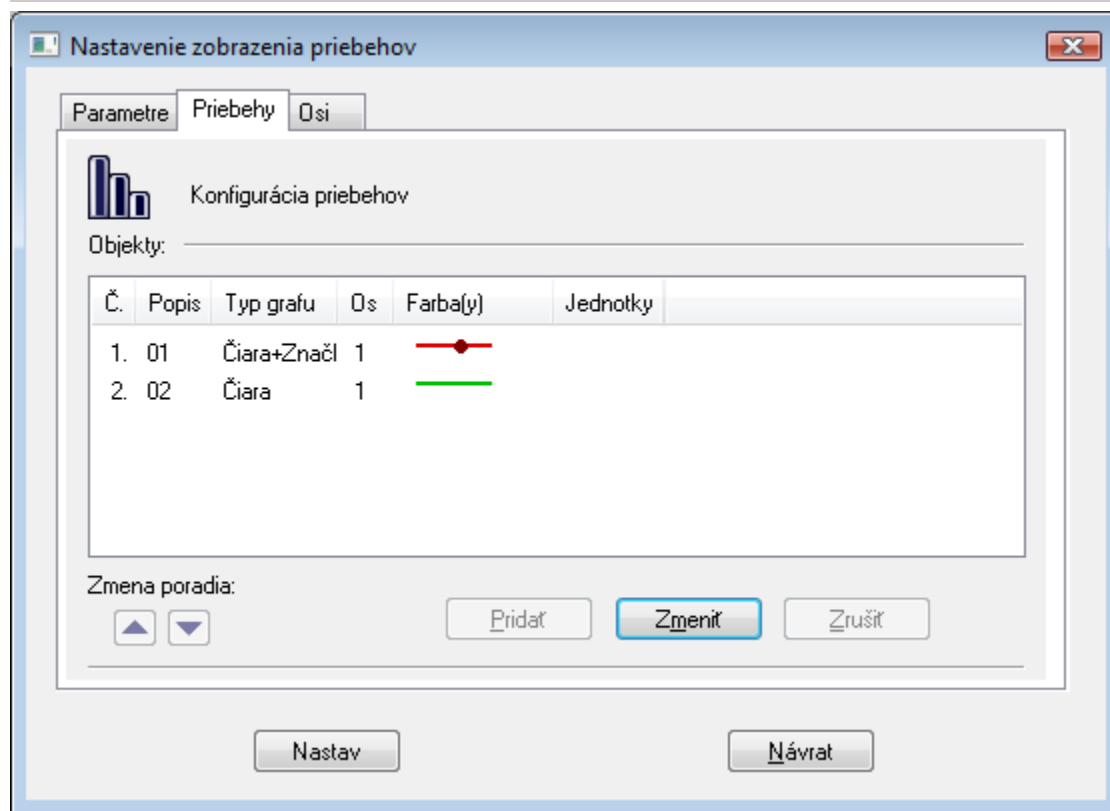 Nastavenie zobrazenia priebehov
Parametre Priebehy Osi
Konfigurácia priebehov
Objekty:
Č. Popis Typ grafu Os Farba(y) Jednotky
1. 01 Čiara+Značl 1
2. 02 Čiara 1
Zmena poradia:
Pridať Zmeniť Zrušiť
Nastav Návrat